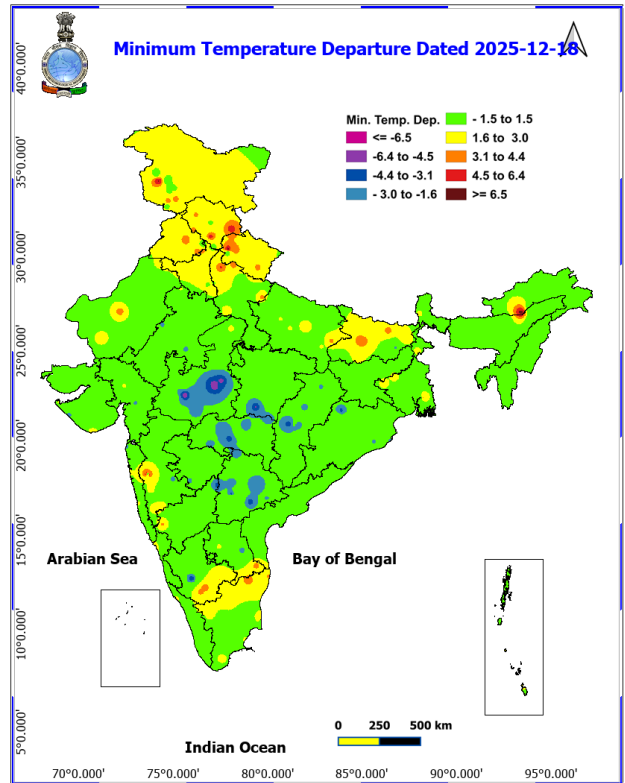 Minimum Temperature Departure Dated 2025-12-18
Min. Temp. Dep.
<= -6.5
-6.4 to -4.5
-4.4 to -3.1
- 3.0 to -1.6
- 1.5 to 1.5
1.6 to 3.0
3.1 to 4.4
4.5 to 6.4
>= 6.5
40°0.000'
35°0.000'
30°0.000'
25°0.000'
20°0.000'
15°0.000'
10°0.000'
5°0.000'
Arabian Sea
Bay of Bengal
Indian Ocean
0 250 500 km
70°0.000' 75°0.000' 80°0.000' 85°0.000' 90°0.000' 95°0.000'